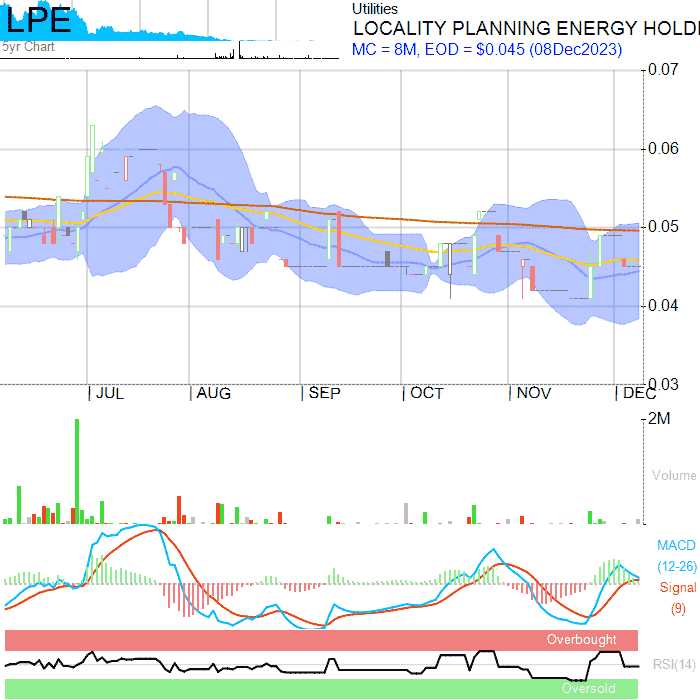 LPE
5yr Chart
Utilities
LOCALITY PLANNING ENERGY HOLDI
MC = 8M, EOD = $0.045 (08Dec2023)
0.07
0.06
0.05
0.04
0.03
JUL AUG SEP OCT NOV DEC
2M
Volume
MACD
(12-26)
Signal
(9)
Overbought
RSI(14)
Oversold